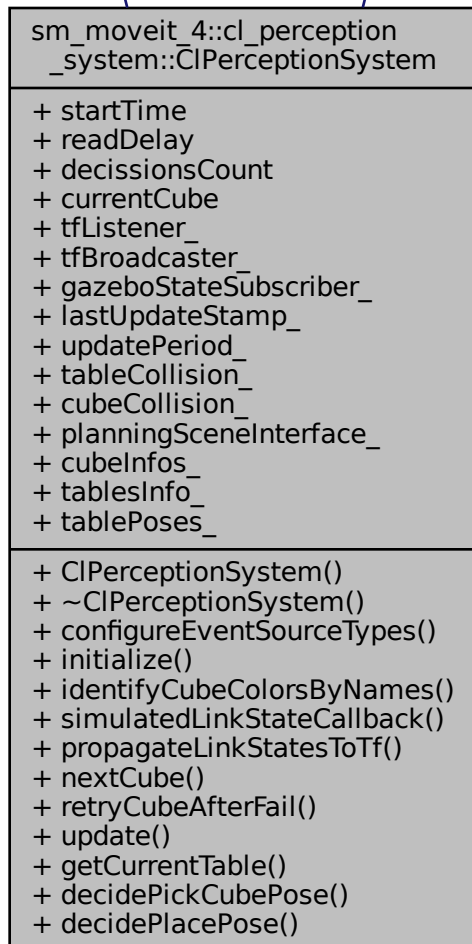 sm_moveit_4::cl_perception
_system::ClPerceptionSystem
+ startTime
+ readDelay
+ decissionsCount
+ currentCube
+ tfListener_
+ tfBroadcaster_
+ gazeboStateSubscriber_
+ lastUpdateStamp_
+ updatePeriod_
+ tableCollision_
+ cubeCollision_
+ planningSceneInterface_
+ cubeInfos_
+ tablesInfo_
+ tablePoses_
+ ClPerceptionSystem()
+ ~ClPerceptionSystem()
+ configureEventSourceTypes()
+ initialize()
+ identifyCubeColorsByNames()
+ simulatedLinkStateCallback()
+ propagateLinkStatesToTf()
+ nextCube()
+ retryCubeAfterFail()
+ update()
+ getCurrentTable()
+ decidePickCubePose()
+ decidePlacePose()